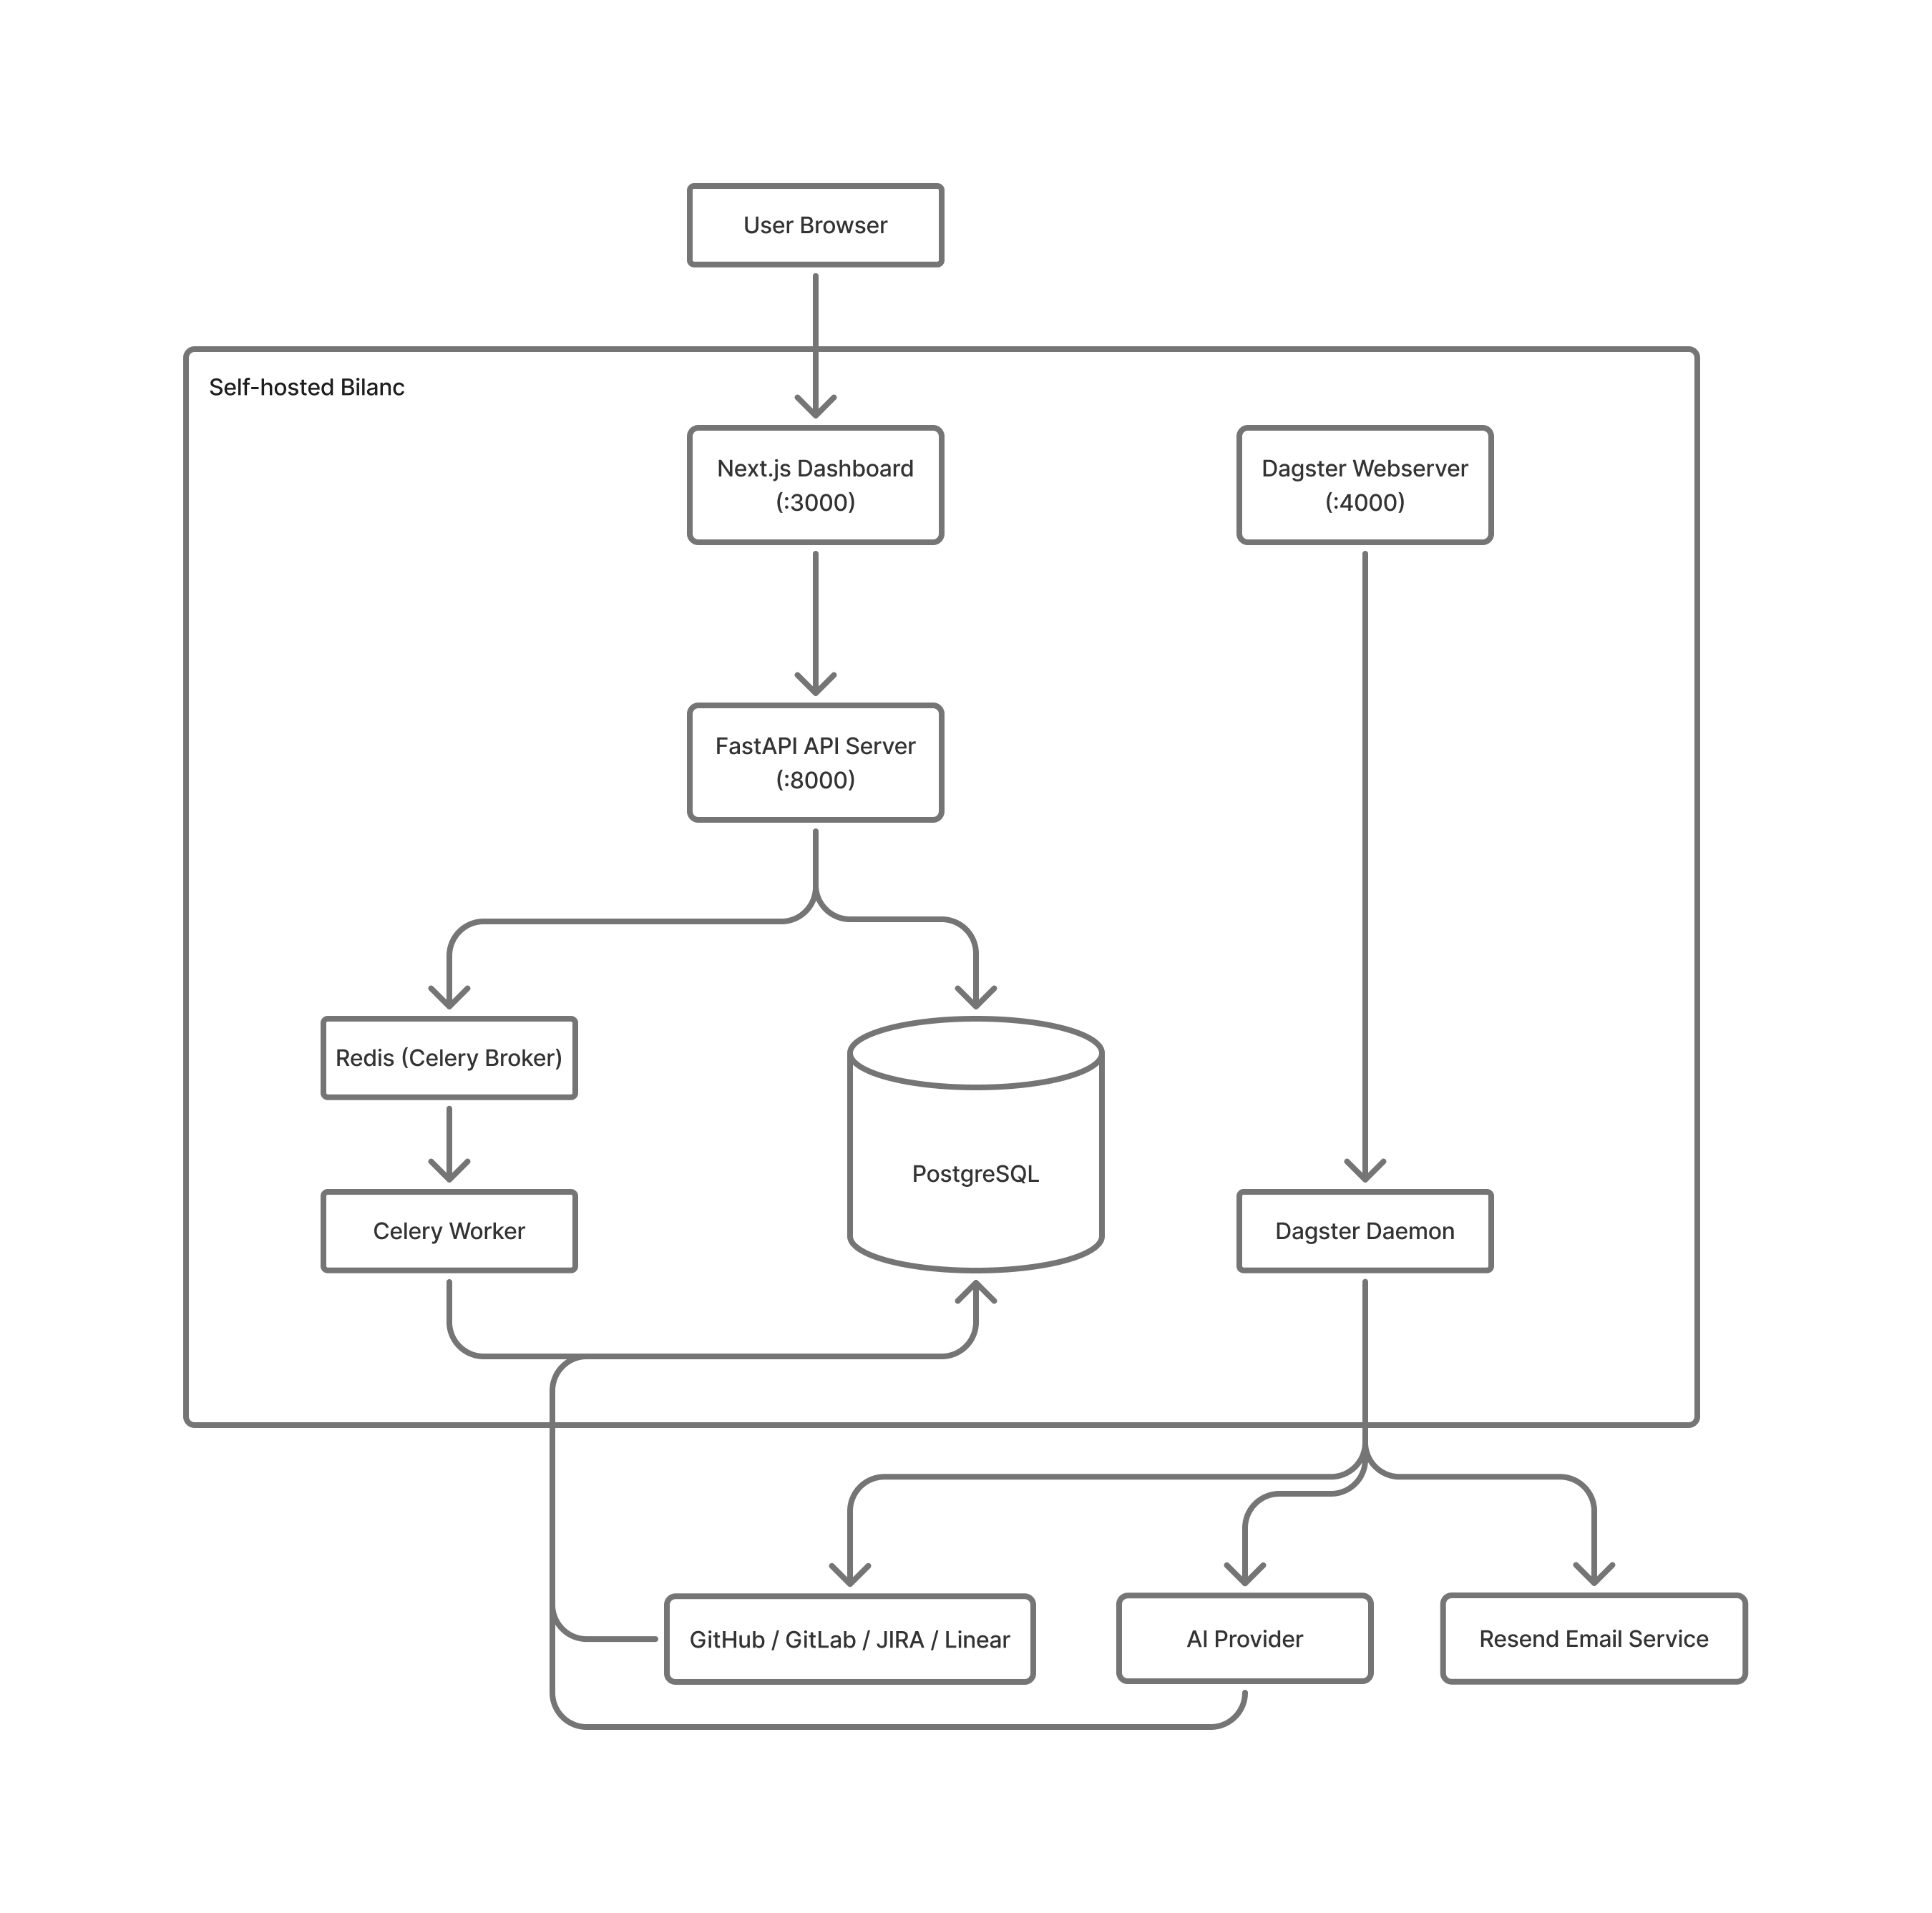 User Browser
Self-hosted Bilanc
Next.js Dashboard
(:3000)
Dagster Webserver
(:4000)
FastAPI API Server
(:8000)
Redis (Celery Broker)
PostgreSQL
Celery Worker
Dagster Daemon
GitHub / GitLab / JIRA / Linear
AI Provider
Resend Email Service